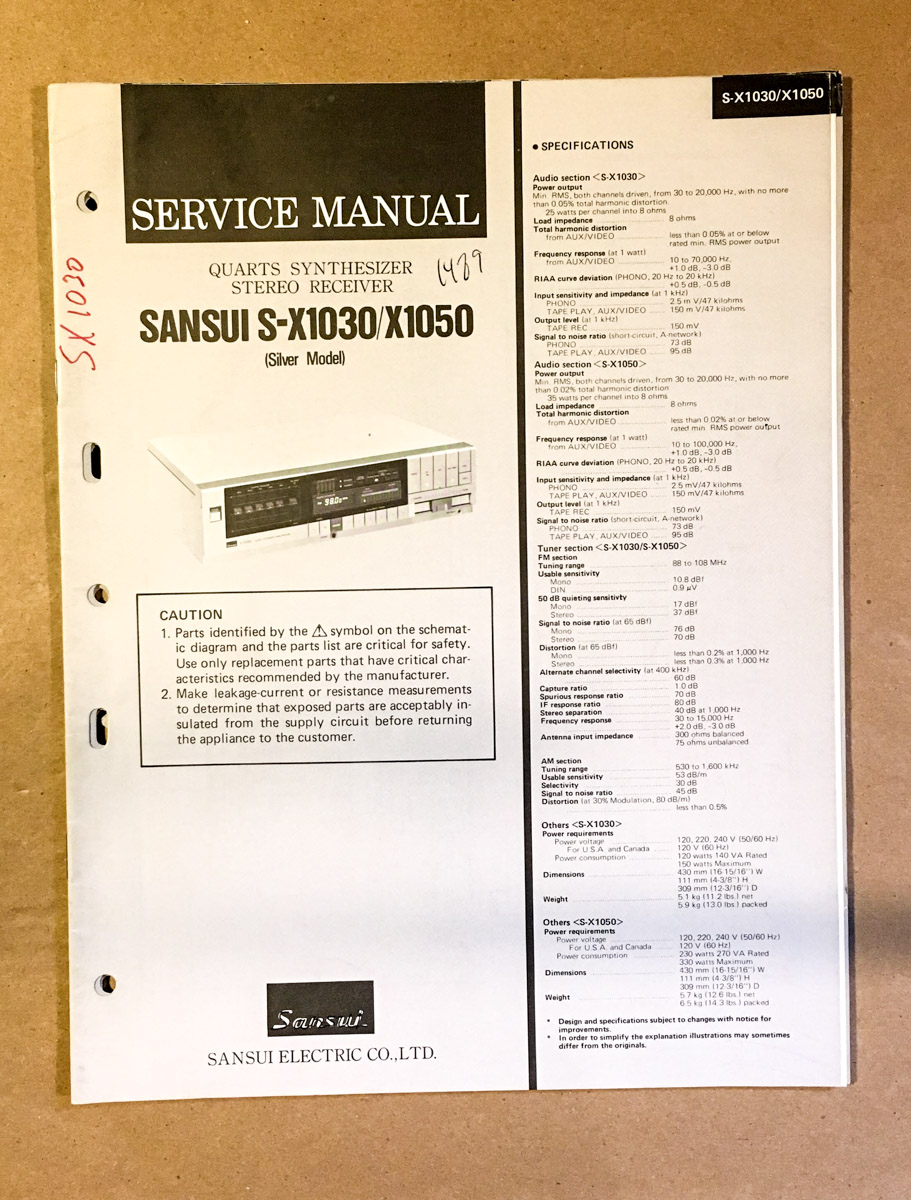 SERVICE MANUAL
QUARTS SYNTHESIZER
STEREO RECEIVER
1489
SX1030
SANSUI S-X1030/X1050
(Silver Model)
98.0
CAUTION
1. Parts identified by the ⚠ symbol on the schemat-
ic diagram and the parts list are critical for safety.
Use only replacement parts that have critical char-
acteristics recommended by the manufacturer.
2. Make leakage-current or resistance measurements
to determine that exposed parts are acceptably in-
sulated from the supply circuit before returning
the appliance to the customer.
Sansui
SANSUI ELECTRIC CO.,LTD.
S-X1030/X1050
• SPECIFICATIONS
Audio section <S-X1030>
Power output
Min. RMS, both channels driven, from 30 to 20,000 Hz, with no more
than 0.05% total harmonic distortion.
25 watts per channel into 8 ohms
Load impedance 8 ohms
Total harmonic distortion
from AUX/VIDEO less than 0.05% at or below
rated min. RMS power output
Frequency response (at 1 watt)
from AUX/VIDEO 10 to 70,000 Hz,
+1.0 dB, -3.0 dB
RIAA curve deviation (PHONO, 20 Hz to 20 kHz)
+0.5 dB, -0.5 dB
Input sensitivity and impedance (at 1 kHz)
PHONO 2.5 m V/47 kilohms
TAPE PLAY, AUX/VIDEO 150 m V/47 kilohms
Output level (at 1 kHz)
TAPE REC 150 mV
Signal to noise ratio (short-circuit, A-network)
PHONO 73 dB
TAPE PLAY, AUX/VIDEO 95 dB
Audio section <S-X1050>
Power output
Min. RMS, both channels driven, from 30 to 20,000 Hz, with no more
than 0.02% total harmonic distortion
35 watts per channel into 8 ohms
Load impedance 8 ohms
Total harmonic distortion
from AUX/VIDEO less than 0.02% at or below
rated min. RMS power output
Frequency response (at 1 watt)
from AUX/VIDEO 10 to 100,000 Hz,
+1.0 dB, -3.0 dB
RIAA curve deviation (PHONO, 20 Hz to 20 kHz)
+0.5 dB, -0.5 dB
Input sensitivity and impedance (at 1 kHz)
PHONO 2.5 mV/47 kilohms
TAPE PLAY, AUX/VIDEO 150 mV/47 kilohms
Output level (at 1 kHz)
TAPE REC 150 mV
Signal to noise ratio (short-circuit, A-network)
PHONO 73 dB
TAPE PLAY, AUX/VIDEO 95 dB
Tuner section <S-X1030/S-X1050>
FM section
Tuning range 88 to 108 MHz
Usable sensitivity
Mono 10.8 dBf
DIN 0.9 μV
50 dB quieting sensitivity
Mono 17 dBf
Stereo 37 dBf
Signal to noise ratio (at 65 dBf)
Mono 76 dB
Stereo 70 dB
Distortion (at 65 dBf)
Mono less than 0.2% at 1,000 Hz
Stereo less than 0.3% at 1,000 Hz
Alternate channel selectivity (at 400 kHz)
60 dB
Capture ratio 1.0 dB
Spurious response ratio 70 dB
IF response ratio 80 dB
Stereo separation 40 dB at 1,000 Hz
Frequency response 30 to 15,000 Hz
+2.0 dB, -3.0 dB
Antenna input impedance 300 ohms balanced
75 ohms unbalanced
AM section
Tuning range 530 to 1,600 kHz
Usable sensitivity 53 dB/m
Selectivity 30 dB
Signal to noise ratio 45 dB
Distortion (at 30% Modulation, 80 dB/m)
less than 0.5%
Others <S-X1030>
Power requirements
Power voltage 120, 220, 240 V (50/60 Hz)
For U.S.A. and Canada 120 V (60 Hz)
Power consumption 120 watts 140 VA Rated
150 watts Maximum
Dimensions 430 mm (16-15/16") W
111 mm (4-3/8") H
309 mm (12-3/16") D
Weight 5.1 kg (11.2 lbs.) net
5.9 kg (13.0 lbs.) packed
Others <S-X1050>
Power requirements
Power voltage 120, 220, 240 V (50/60 Hz)
For U.S.A. and Canada 120 V (60 Hz)
Power consumption 230 watts 270 VA Rated
330 watts Maximum
Dimensions 430 mm (16-15/16") W
111 mm (4-3/8") H
309 mm (12-3/16") D
Weight 5.7 kg (12.6 lbs.) net
6.5 kg (14.3 lbs.) packed
* Design and specifications subject to changes with notice for
improvements.
* In order to simplify the explanation illustrations may sometimes
differ from the originals.